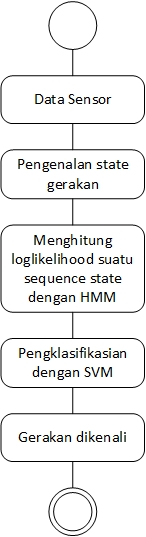 Data Sensor
Pengenalan state
gerakan
Menghitung
loglikelihood suatu
sequence state
dengan HMM
Pengklasifikasian
dengan SVM
Gerakan dikenali